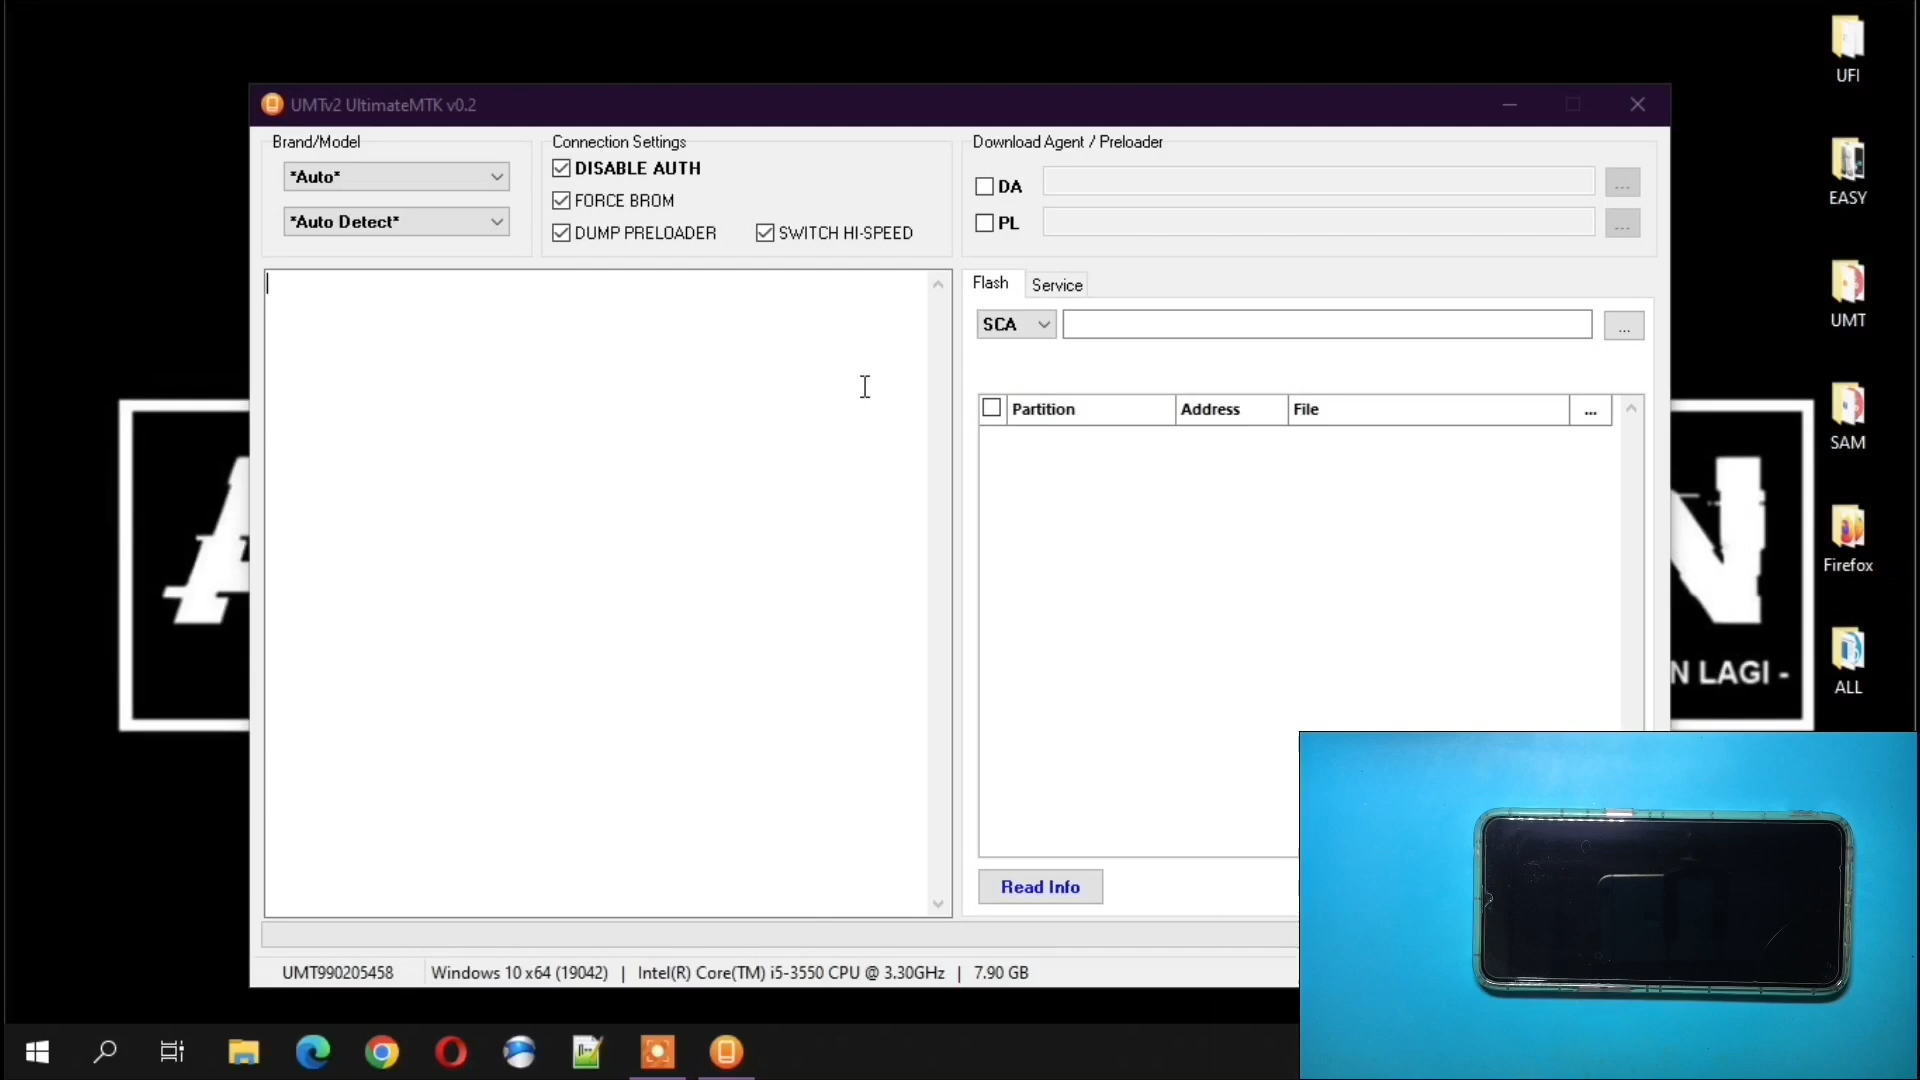 UMTv2 UltimateMTK v0.2
Brand/Model
*Auto*
*Auto Detect*
Connection Settings
DISABLE AUTH
FORCE BROM
DUMP PRELOADER
SWITCH HI-SPEED
Download Agent / Preloader
DA
...
PL
...
Flash
Service
SCA
...
Partition
Address
File
...
Read Info
UMT990205458
Windows 10 x64 (19042) | Intel(R) Core(TM) i5-3550 CPU @ 3.30GHz | 7.90 GB
UFI
EASY
UMT
SAM
Firefox
ALL
A
N
N LAGI -